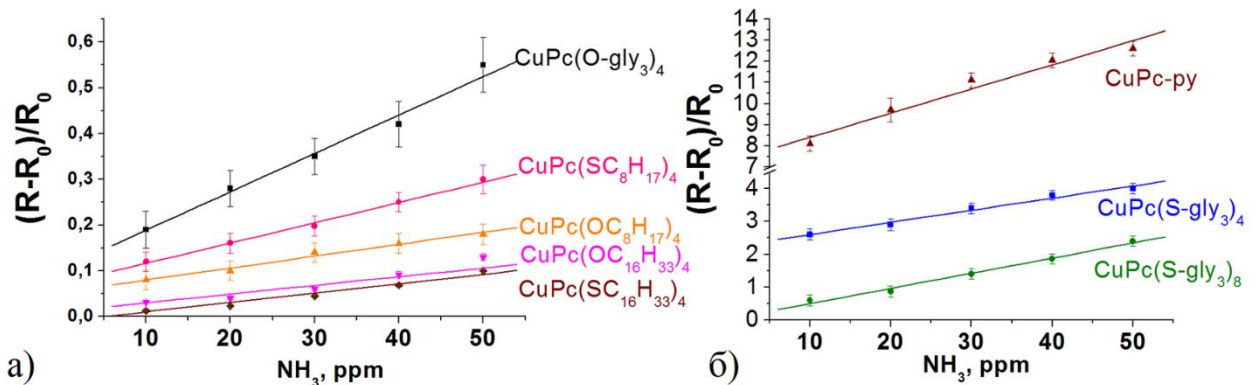 (R-R₀)/R₀
0,6
0,5
0,4
0,3
0,2
0,1
0,0
10 20 30 40 50
NH₃, ppm
CuPc(O-gly₃)₄
CuPc(SC₈H₁₇)₄
CuPc(OC₈H₁₇)₄
CuPc(OC₁₆H₃₃)₄
CuPc(SC₁₆H₃₃)₄
а)
(R-R₀)/R₀
14
13
12
11
10
9
8
7
6
4
3
2
1
0
10 20 30 40 50
NH₃, ppm
CuPc-py
CuPc(S-gly₃)₄
CuPc(S-gly₃)₈
б)